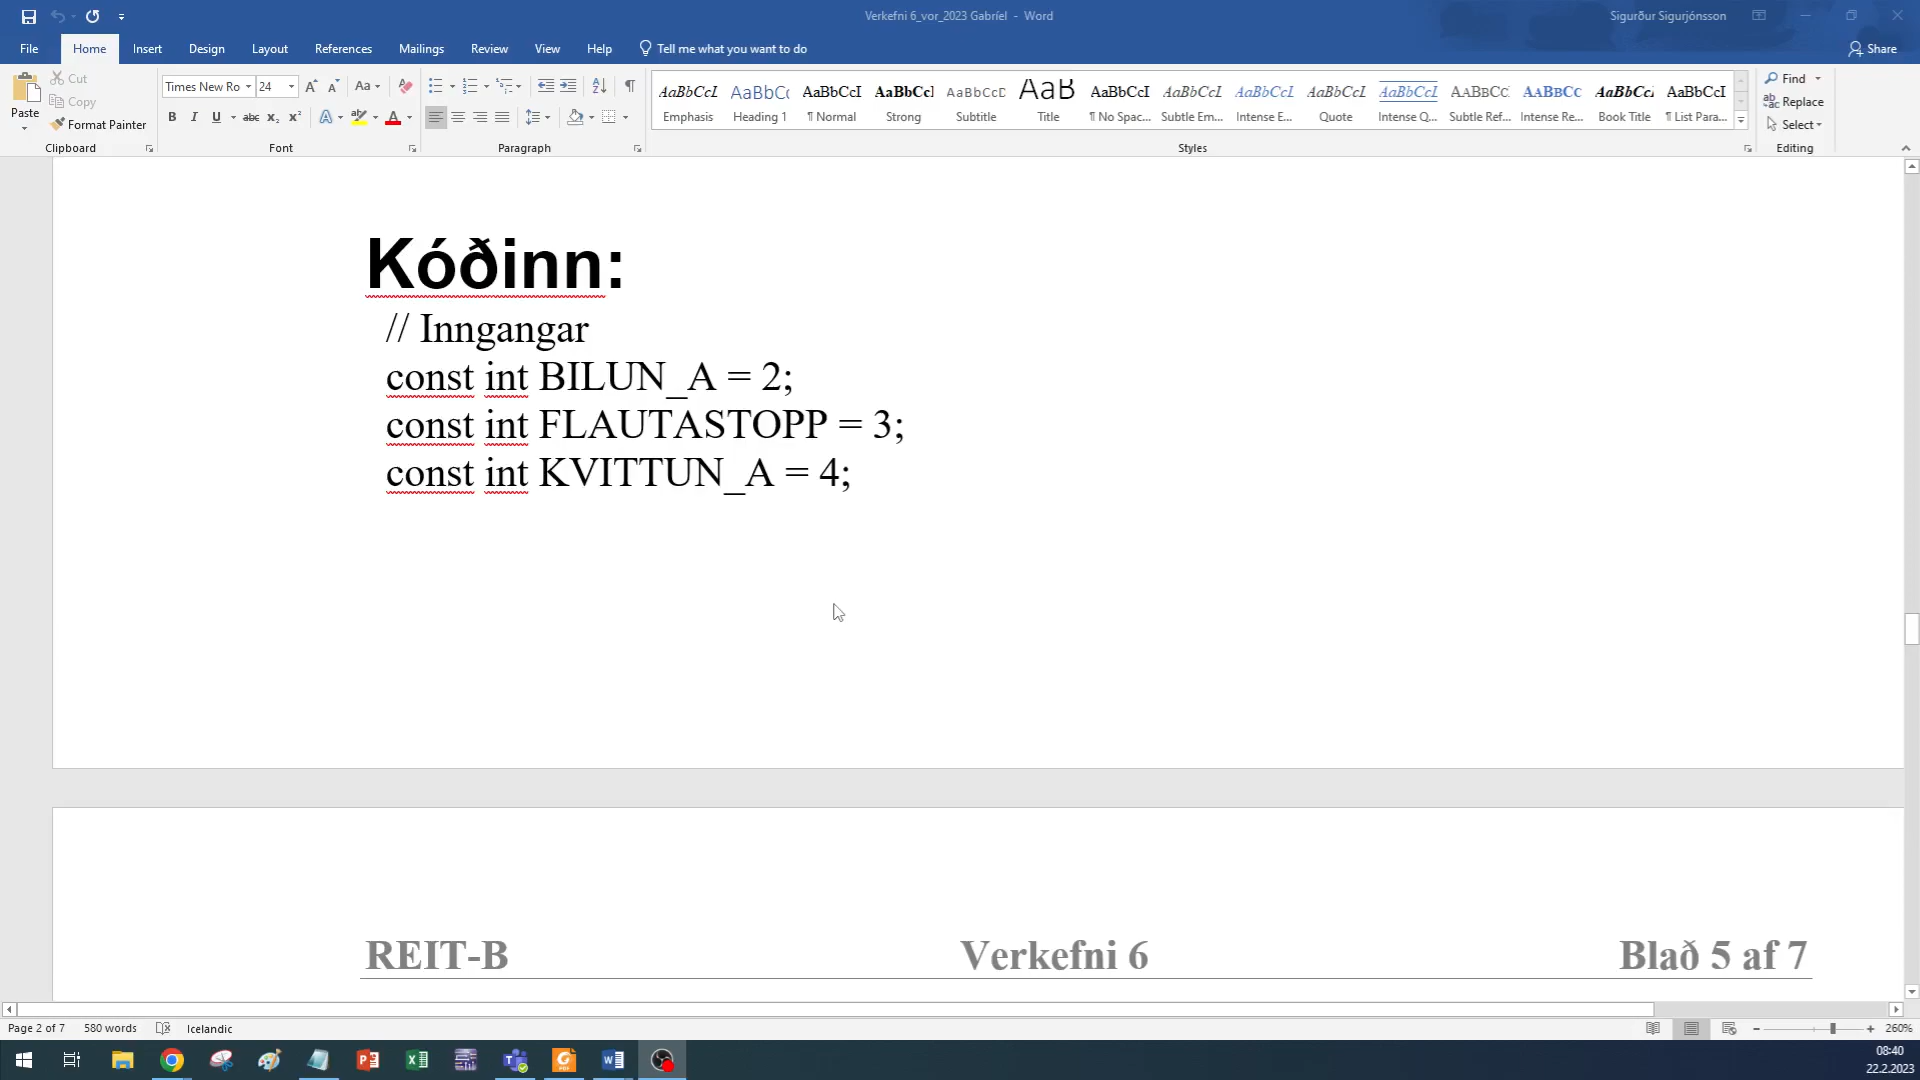 Verkefni 6_vor_2023 Gabríel - Word
Sigurður Sigurjónsson
File Home Insert Design Layout References Mailings Review View Help Tell me what you want to do Share
Paste
Cut
Copy
Format Painter
Clipboard
Times New Ro 24
Font
Paragraph
AaBbCcI AaBbC AaBbCcI AaBbCcI AaBbCcD AaB AaBbCcI AaBbCcI AaBbCcI AaBbCcI AaBbCcI AABBCC AABBCC AaBbCcI AaBbCcI
Emphasis Heading 1 ¶ Normal Strong Subtitle Title ¶ No Spac... Subtle Em... Intense E... Quote Intense Q... Subtle Ref... Intense Re... Book Title ¶ List Para...
Styles
Find
Replace
Select
Editing
Kóðinn:
// Inngangar
const int BILUN_A = 2;
const int FLAUTASTOPP = 3;
const int KVITTUN_A = 4;
REIT-B Verkefni 6 Blað 5 af 7
Page 2 of 7 580 words Icelandic 260%
08:40
22.2.2023